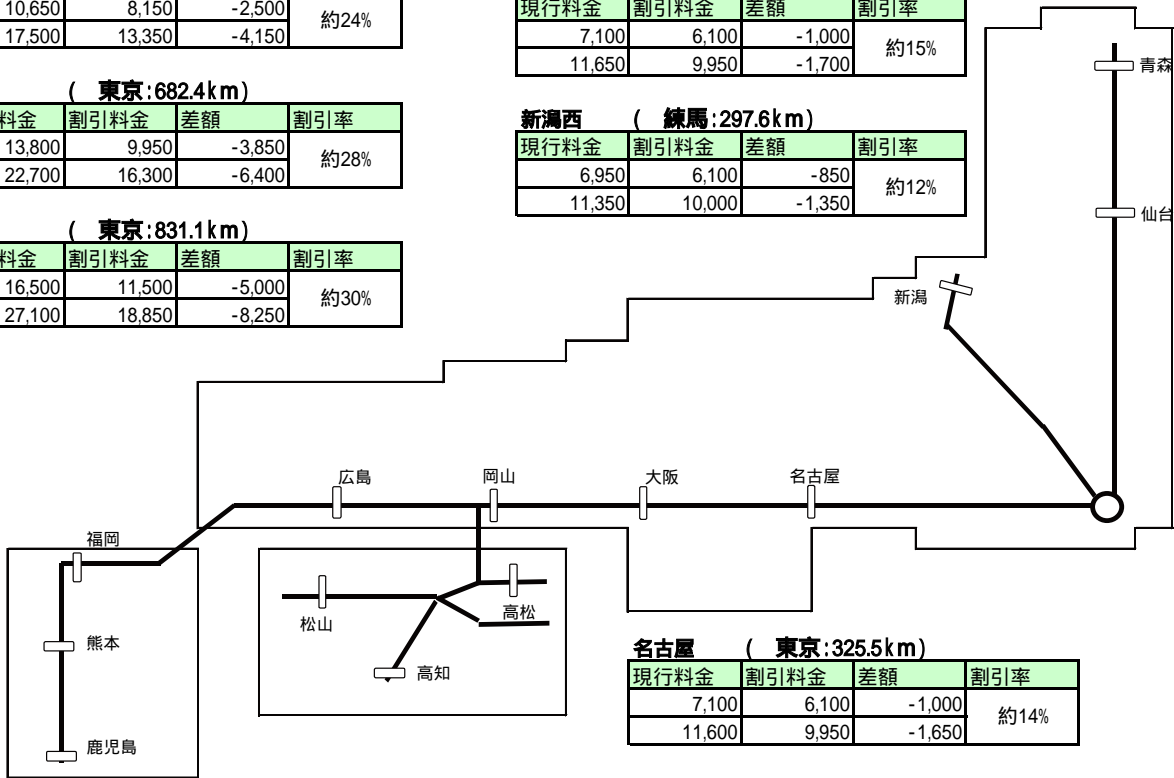 10,650 8,150 -2,500 約24%
17,500 13,350 -4,150
現行料金 割引料金 差額 割引率
7,100 6,100 -1,000 約15%
11,650 9,950 -1,700
( 東京:682.4km)
料金 割引料金 差額 割引率
13,800 9,950 -3,850 約28%
22,700 16,300 -6,400
新潟西 ( 練馬:297.6km)
現行料金 割引料金 差額 割引率
6,950 6,100 -850 約12%
11,350 10,000 -1,350
( 東京:831.1km)
料金 割引料金 差額 割引率
16,500 11,500 -5,000 約30%
27,100 18,850 -8,250
青森
仙台
新潟
広島
岡山
大阪
名古屋
福岡
熊本
鹿児島
松山
高松
高知
名古屋 ( 東京:325.5km)
現行料金 割引料金 差額 割引率
7,100 6,100 -1,000 約14%
11,600 9,950 -1,650